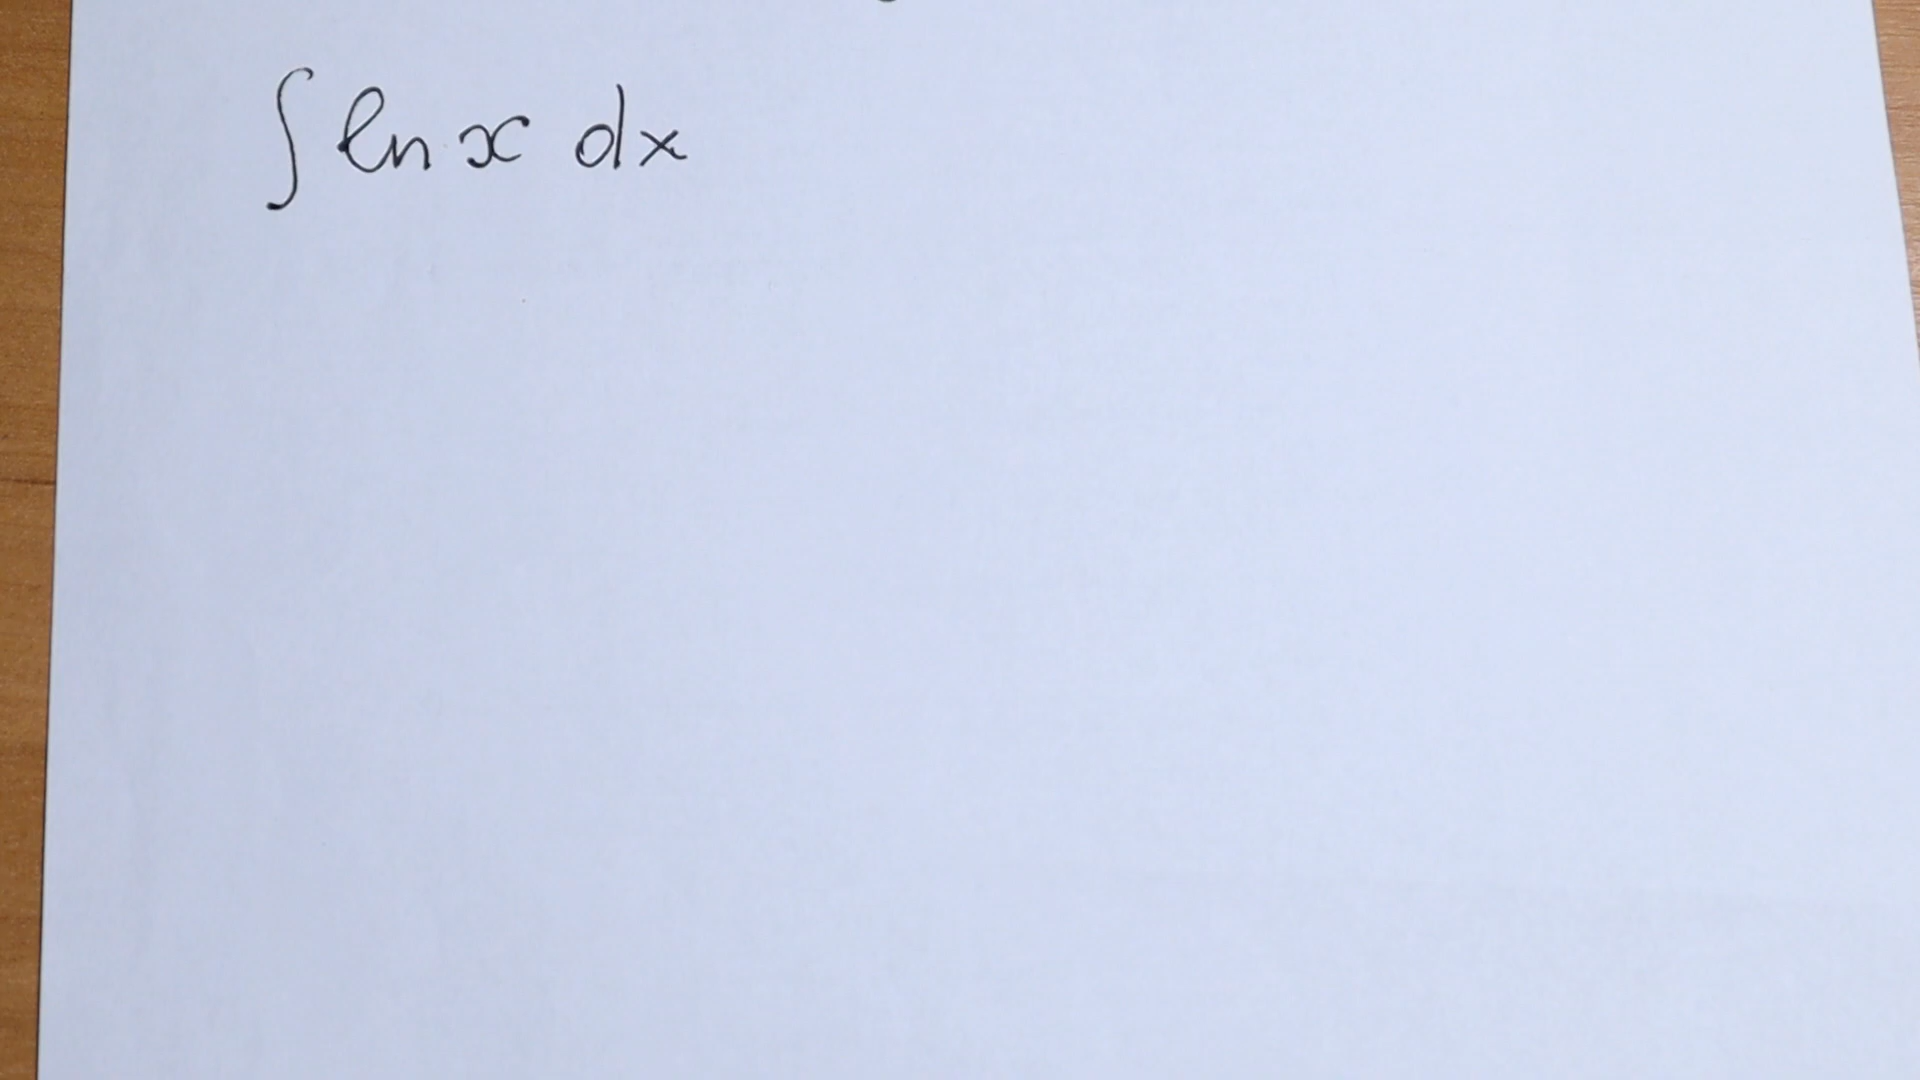 ∫ ln x dx